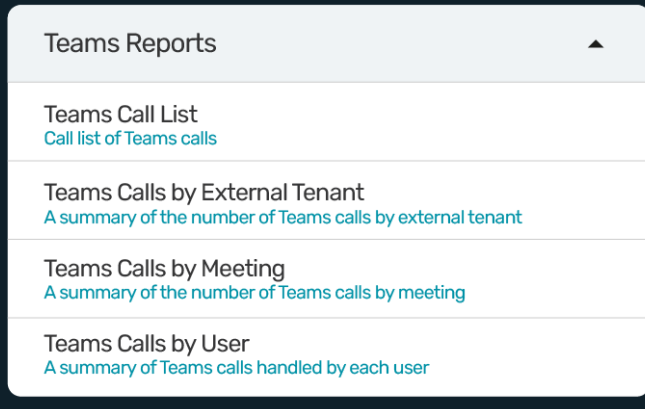 Teams Reports
Teams Call List
Call list of Teams calls
Teams Calls by External Tenant
A summary of the number of Teams calls by external tenant
Teams Calls by Meeting
A summary of the number of Teams calls by meeting
Teams Calls by User
A summary of Teams calls handled by each user